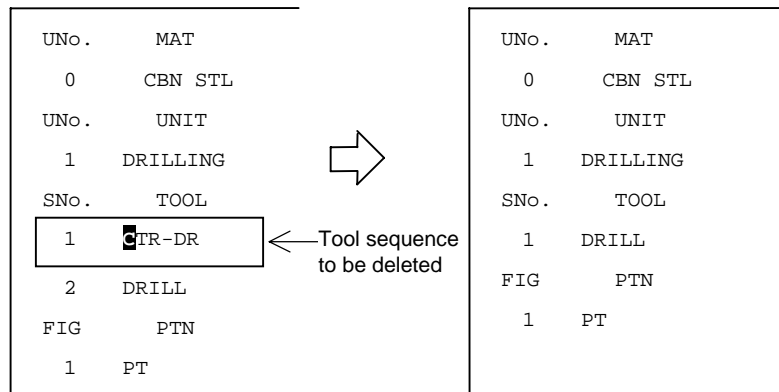 UNo. MAT
0 CBN STL
UNo. UNIT
1 DRILLING
SNo. TOOL
1 CTR-DR
2 DRILL
FIG PTN
1 PT
Tool sequence
to be deleted
UNo. MAT
0 CBN STL
UNo. UNIT
1 DRILLING
SNo. TOOL
1 DRILL
FIG PTN
1 PT